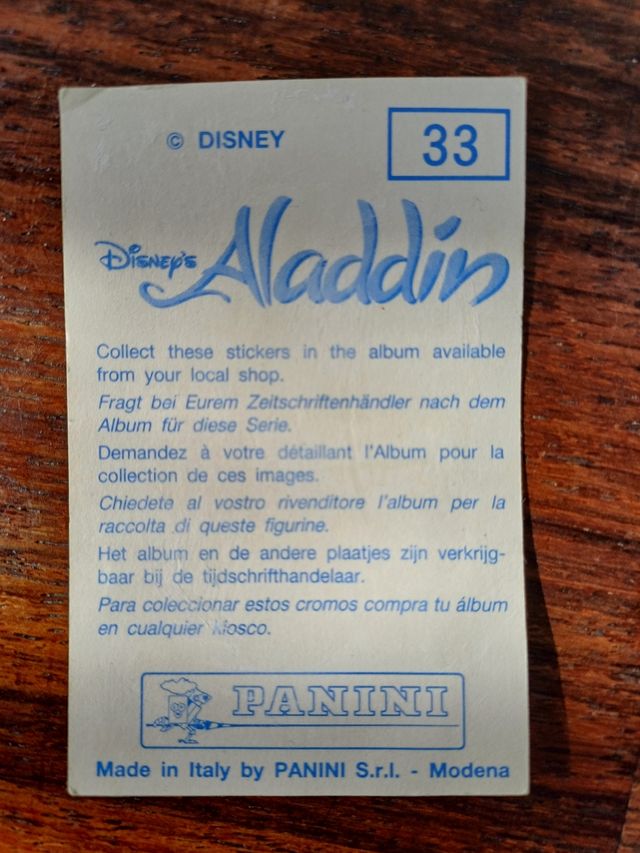 © DISNEY
33
Disney's Aladdin
Collect these stickers in the album available
from your local shop.
Fragt bei Eurem Zeitschriftenhändler nach dem
Album für diese Serie.
Demandez à votre détaillant l'Album pour la
collection de ces images.
Chiedete al vostro rivenditore l'album per la
raccolta di queste figurine.
Het album en de andere plaatjes zijn verkrijg-
baar bij de tijdschrifthandelaar.
Para coleccionar estos cromos compra tu álbum
en cualquier kiosco.
PANINI
Made in Italy by PANINI S.r.l. - Modena